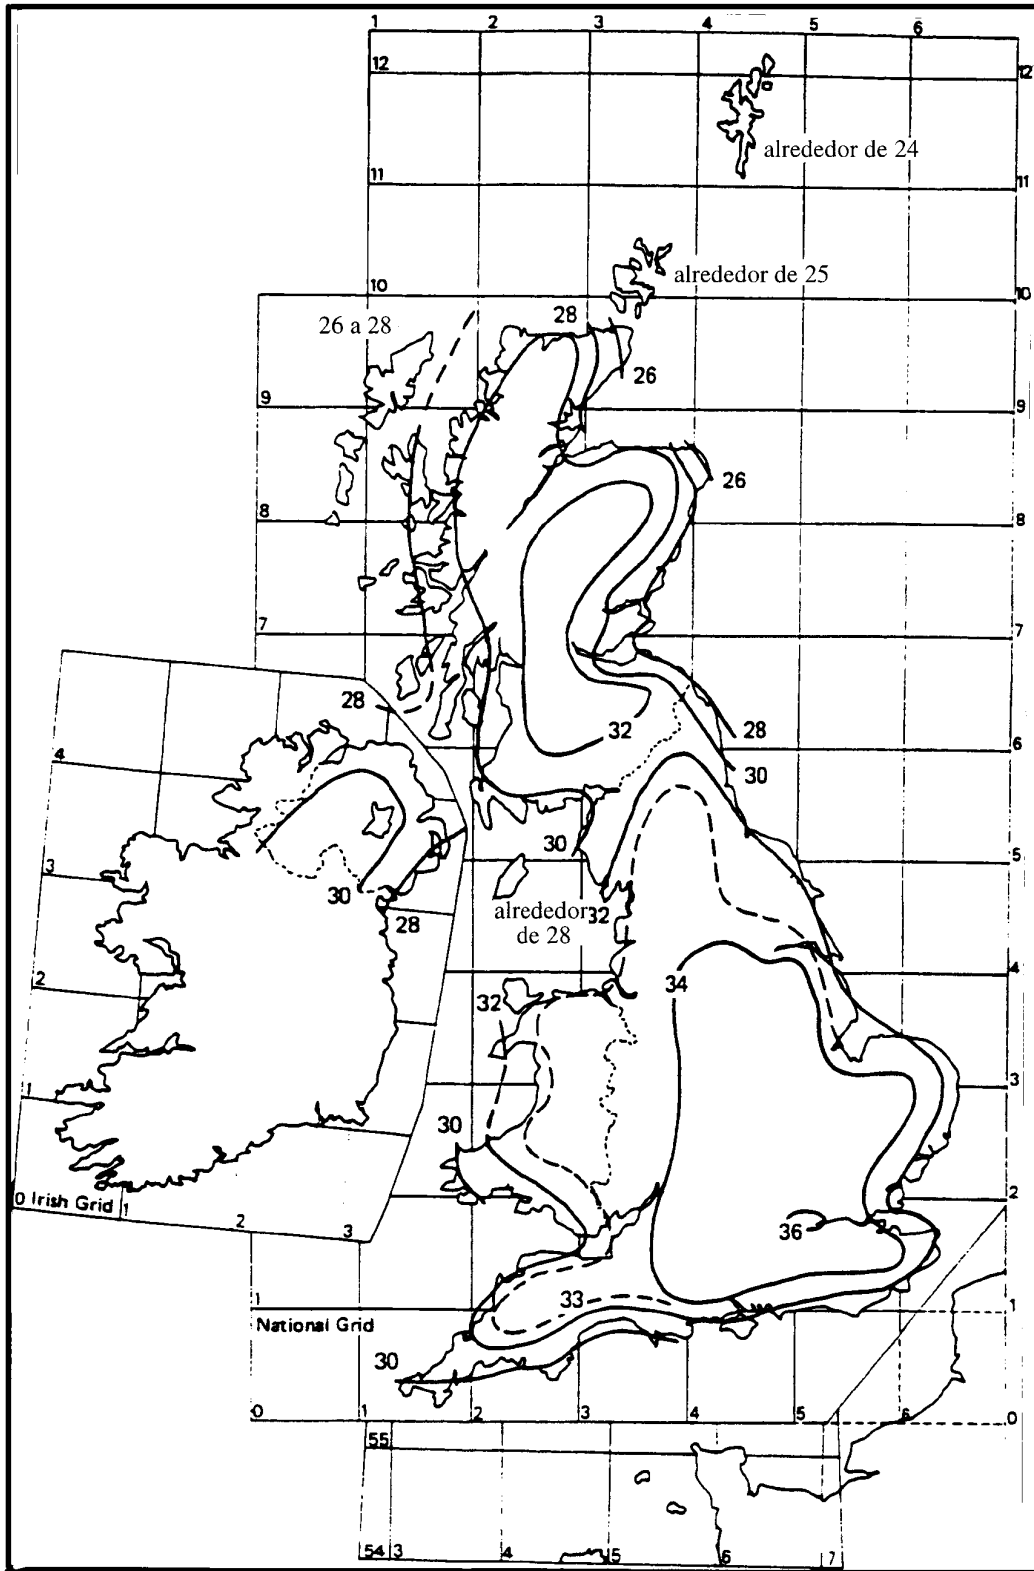 1 2 3 4 5 6
12 12
alrededor de 24
11 11
alrededor de 25
10 10
26 a 28 28
26
9 9
26
8 8
7 7
28
32 28
4 6
30
30
3 5
30 32
28 alrededor
de 28
2 4
34
32
1 3
30
0 Irish Grid 1 2 3 2
36
1 33 1
National Grid
30
0 1 2 3 4 5 6 0
55
54 3 4 5 6 7